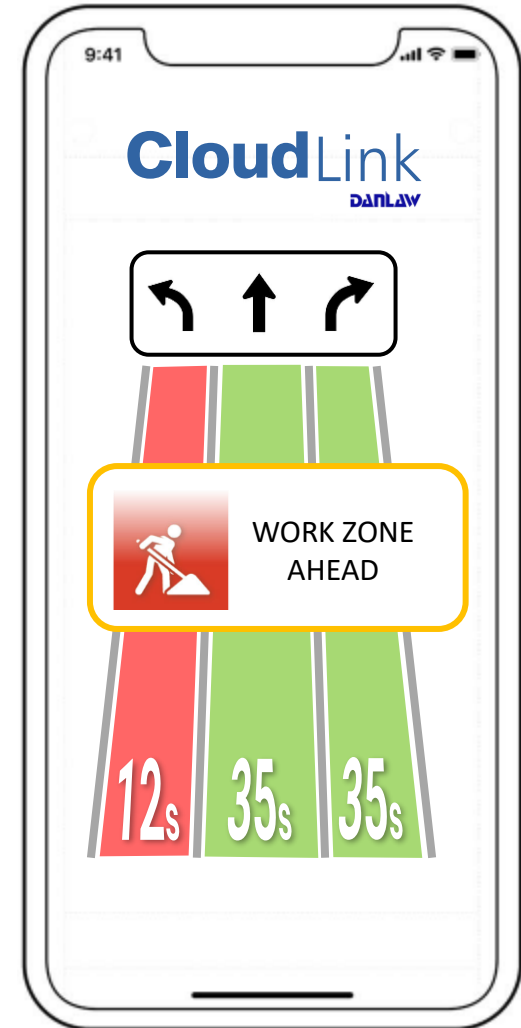 9:41
CloudLink
DANLAW
WORK ZONE
AHEAD
12s 35s 35s